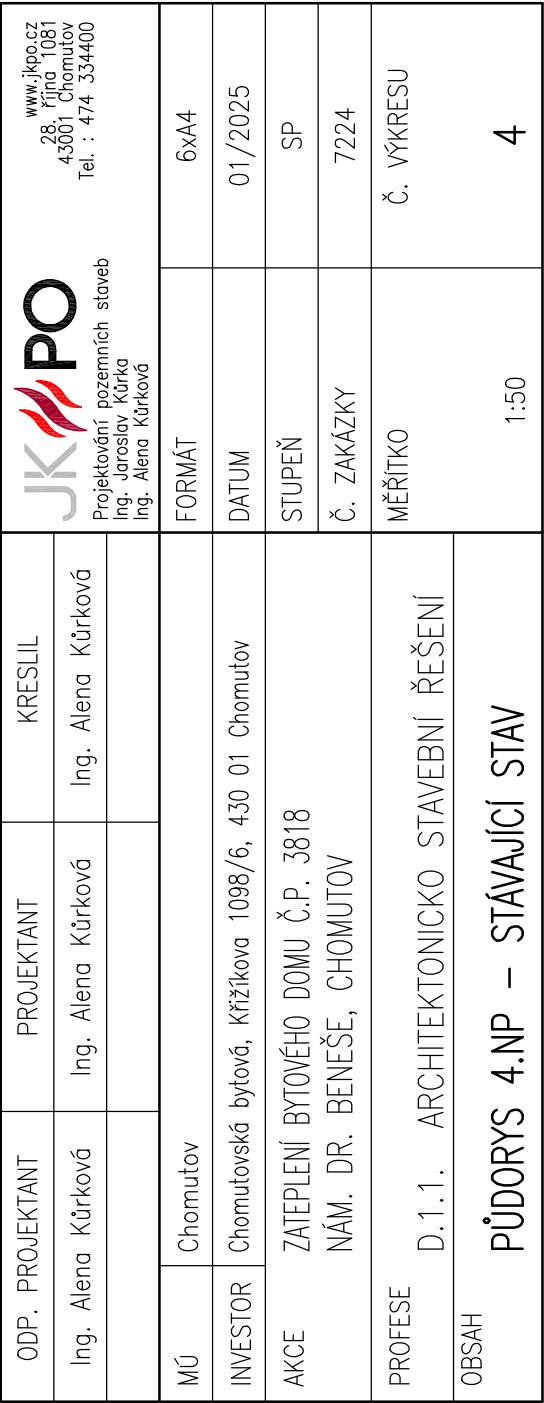 ODP. PROJEKTANT PROJEKTANT KRESLIL
Ing. Alena Kůrková Ing. Alena Kůrková Ing. Alena Kůrková
JK PO
Projektování pozemních staveb
Ing. Jaroslav Kůrka
Ing. Alena Kůrková
www.jkpo.cz
28. října 1081
43001 Chomutov
Tel. : 474 334400
MÚ Chomutov
INVESTOR Chomutovská bytová, Křižíkova 1098/6, 430 01 Chomutov
AKCE ZATEPLENÍ BYTOVÉHO DOMU Č.P. 3818
NÁM. DR. BENEŠE, CHOMUTOV
PROFESE
D.1.1. ARCHITEKTONICKO STAVEBNÍ ŘEŠENÍ
OBSAH
PŮDORYS 4.NP – STÁVAJÍCÍ STAV
FORMÁT 6xA4
DATUM 01/2025
STUPEŇ SP
Č. ZAKÁZKY 7224
MĚŘÍTKO Č. VÝKRESU
1:50 4